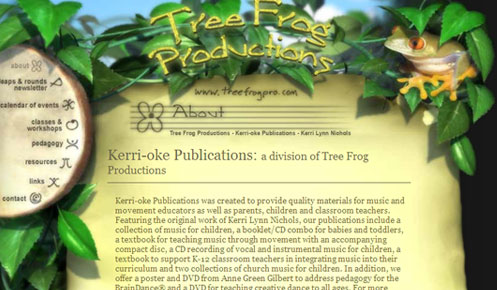 Tree Frog
Productions
www.treefrogpro.com
about
leaps & rounds
newsletter
calendar of events
classes &
workshops
pedagogy
resources
links
contact
About
Tree Frog Productions - Kerri-oke Publications - Kerri Lynn Nichols
Kerri-oke Publications: a division of Tree Frog
Productions
Kerri-oke Publications was created to provide quality materials for music and
movement educators as well as parents, children and classroom teachers.
Featuring the original work of Kerri Lynn Nichols, our publications include a
collection of music for children, a booklet/CD combo for babies and toddlers,
a textbook for teaching music through movement with an accompanying
compact disc, a CD recording of vocal and instrumental music for children, a
textbook to support K-12 classroom teachers in integrating music into their
curriculum and two collections of church music for children. In addition, we
offer a poster and DVD from Anne Green Gilbert to address pedagogy for the
BrainDance® and a DVD for teaching creative dance to all ages. For more